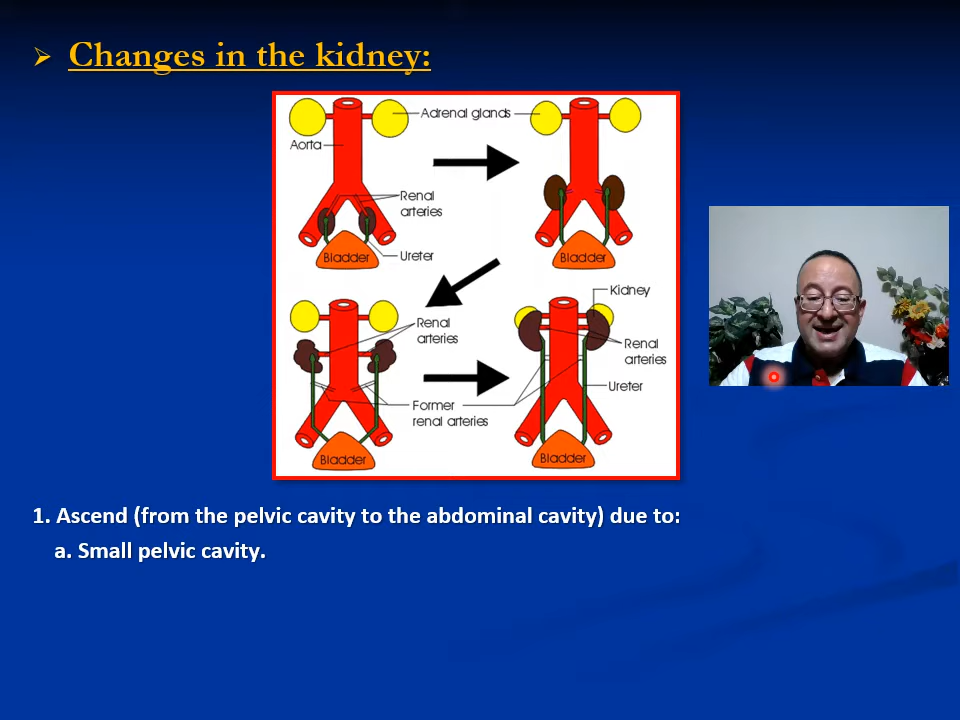 Changes in the kidney:
Adrenal glands
Aorta
Renal
arteries
Bladder
Ureter
Bladder
Kidney
Renal
arteries
Renal
arteries
Ureter
Former
renal arteries
Bladder
Bladder
1. Ascend (from the pelvic cavity to the abdominal cavity) due to:
a. Small pelvic cavity.